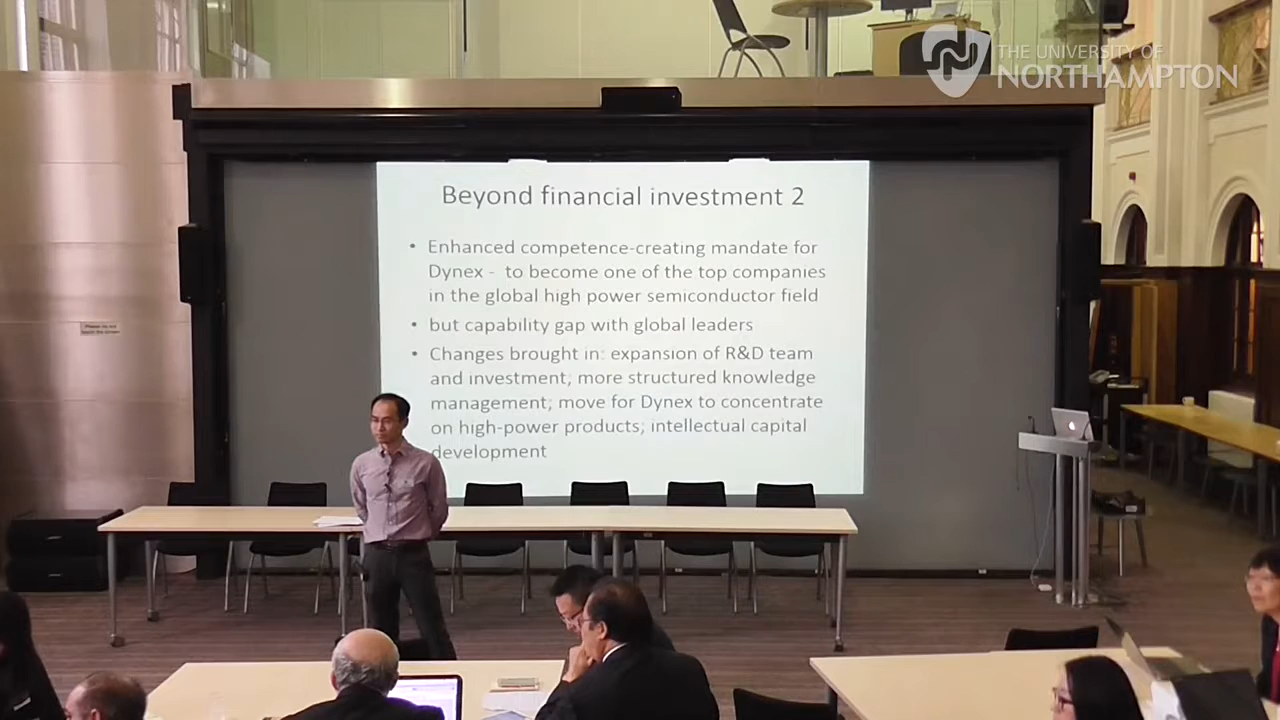 THE UNIVERSITY OF
NORTHAMPTON
Beyond financial investment 2
• Enhanced competence-creating mandate for
Dynex - to become one of the top companies
in the global high power semiconductor field
• but capability gap with global leaders
• Changes brought in: expansion of R&D team
and investment; more structured knowledge
management; move for Dynex to concentrate
on high-power products; intellectual capital
development